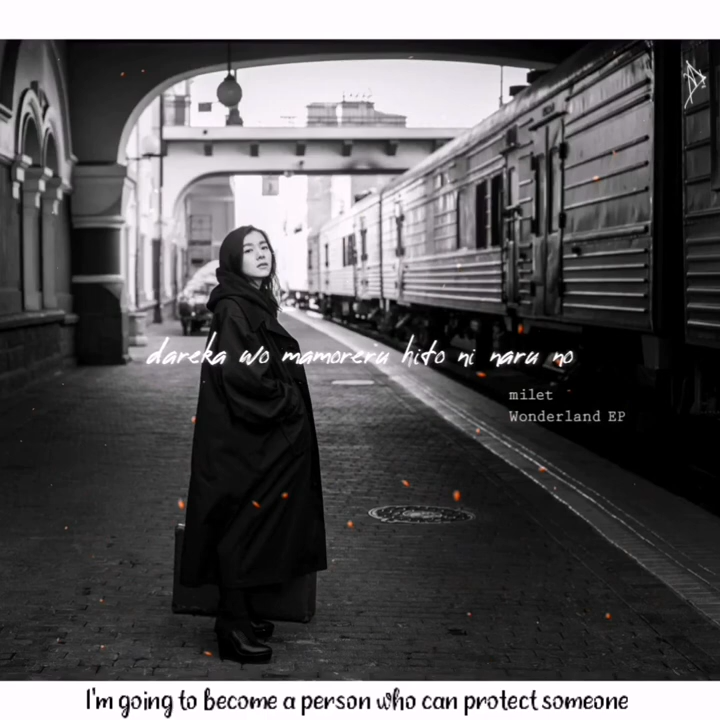 dareka wo mamoreru hito ni naru no
milet
Wonderland EP
I'm going to become a person who can protect someone